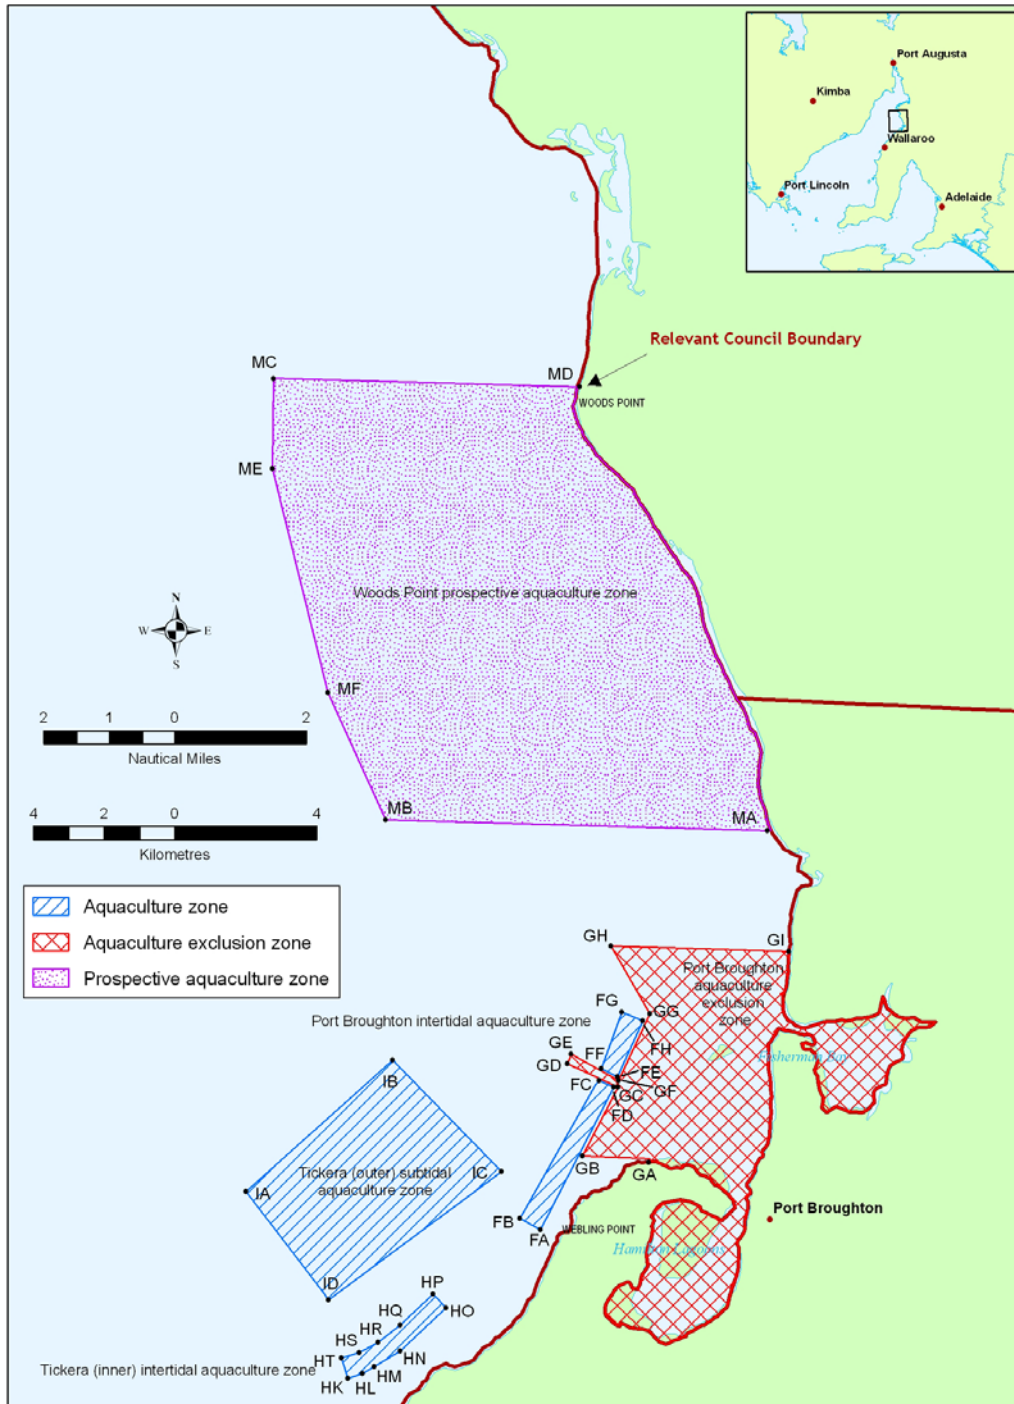 Port Augusta
Kimba
Wallaroo
Port Lincoln
Adelaide
Relevant Council Boundary
MC
MD
WOODS POINT
ME
Woods Point prospective aquaculture zone
N
W E
S
MF
2 1 0 2
Nautical Miles
MB
MA
4 2 0 4
Kilometres
Aquaculture zone
Aquaculture exclusion zone
Prospective aquaculture zone
GH
GI
Port Broughton
aquaculture
exclusion
zone
FG
GG
Port Broughton intertidal aquaculture zone
FH
GE
GD
FF
FE
Fisherman Bay
FC
GC
GF
FD
IB
GB
GA
IC
Tickera (outer) subtidal
aquaculture zone
IA
Port Broughton
FB
FA
WEBLING POINT
Hamilton Lagoons
ID
HP
HO
HQ
HR
HS
HN
HT
Tickera (inner) intertidal aquaculture zone
HM
HL
HK